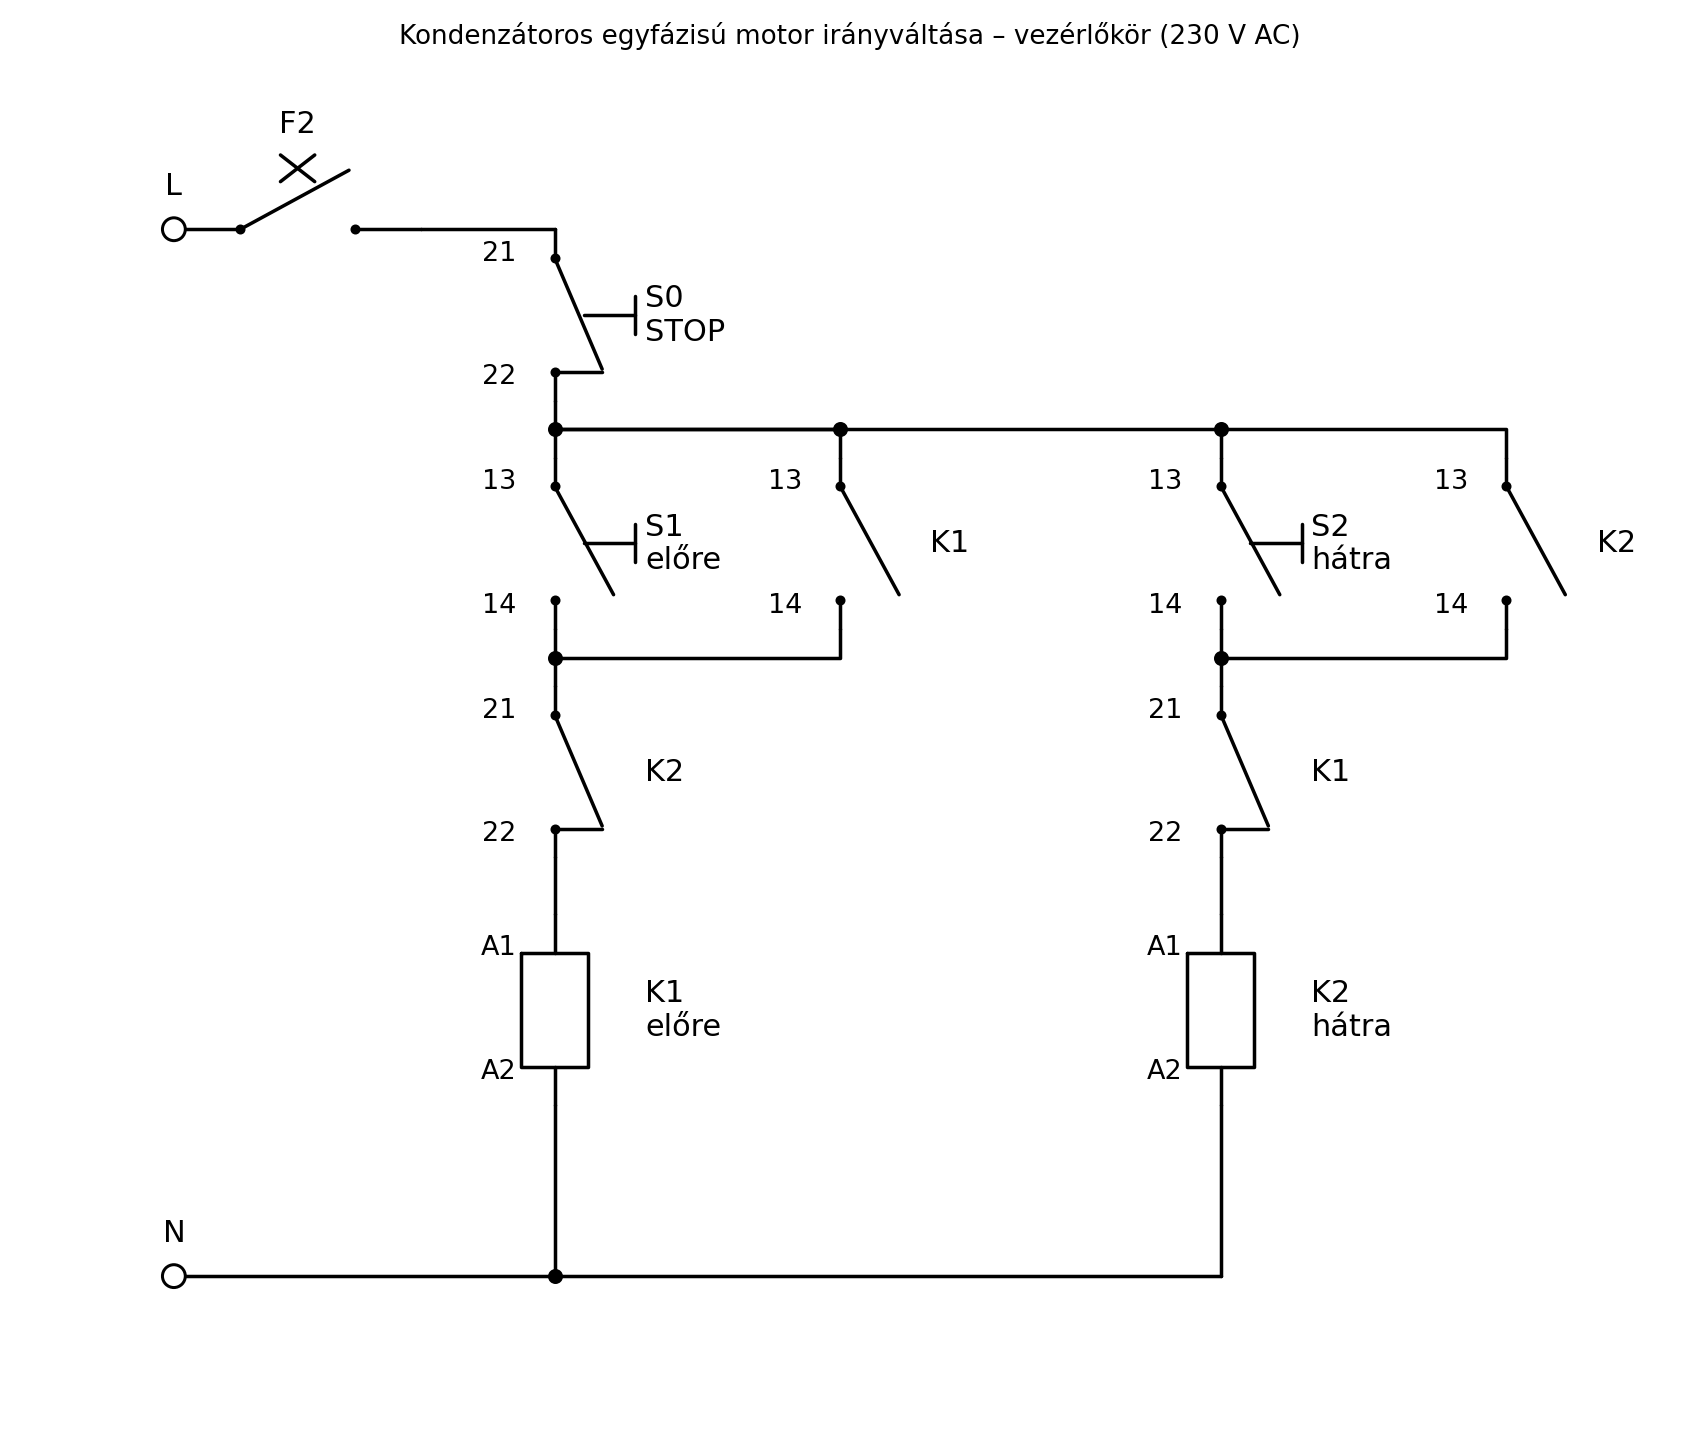 Kondenzátoros egyfázisú motor irányváltása – vezérlőkör (230 V AC)
F2
L
21
S0
STOP
22
13
S1
előre
14
13
K1
14
13
S2
hátra
14
13
K2
14
21
K2
22
21
K1
22
A1
K1
előre
A2
A1
K2
hátra
A2
N